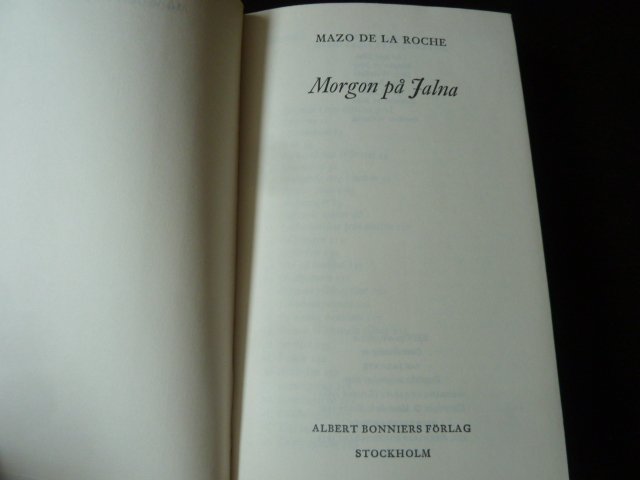 MAZO DE LA ROCHE
Morgon på Jalna
ALBERT BONNIERS FÖRLAG
STOCKHOLM